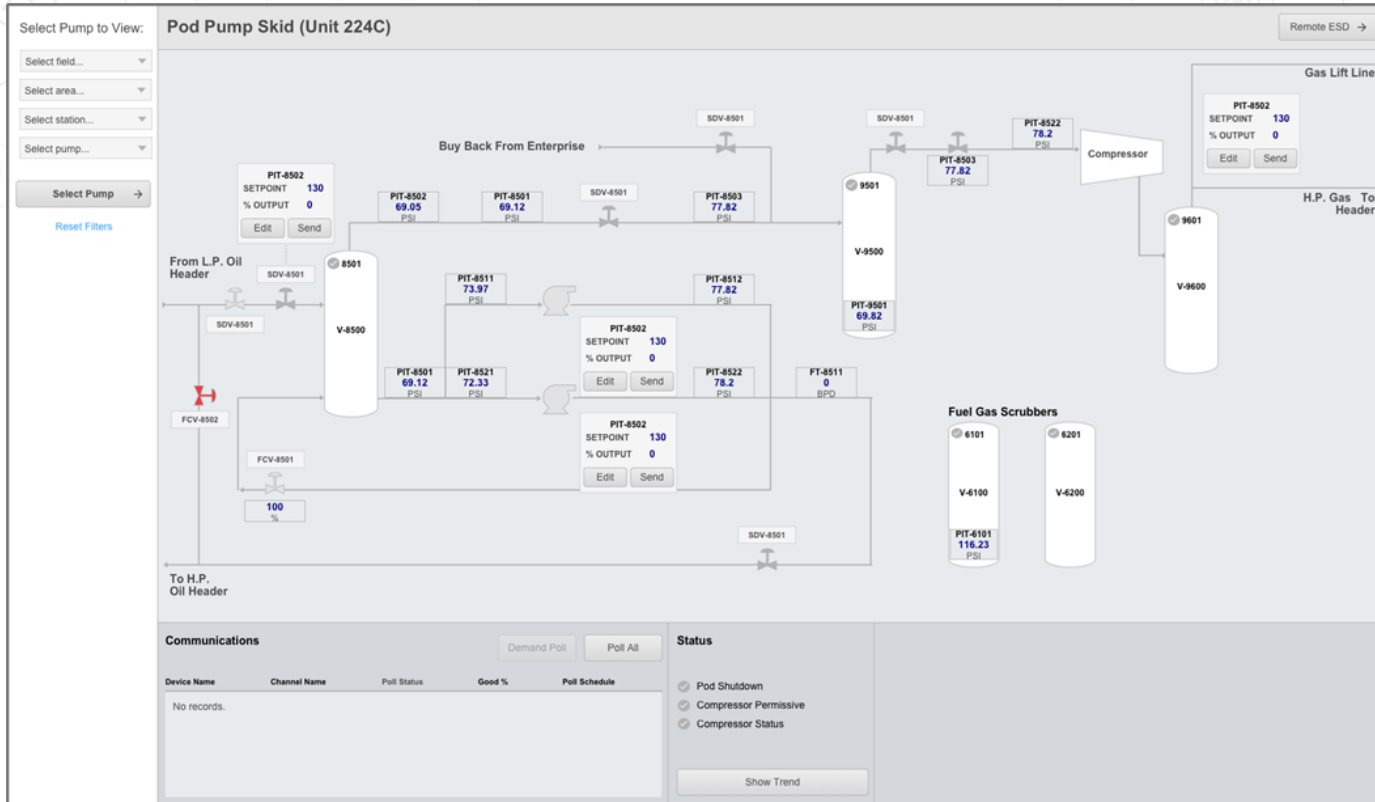 Select Pump to View:
Select field...
Select area...
Select station...
Select pump...
Select Pump →
Reset Filters
Pod Pump Skid (Unit 224C)
Remote ESD →
Gas Lift Line
PIT-8502
SETPOINT 130
% OUTPUT 0
Edit Send
H.P. Gas To
Header
SDV-8501
Buy Back From Enterprise
SDV-8501
PIT-8503
77.82
PSI
PIT-8522
78.2
PSI
Compressor
PIT-8502
SETPOINT 130
% OUTPUT 0
Edit Send
PIT-8502
69.05
PSI
PIT-8501
69.12
PSI
SDV-8501
PIT-8503
77.82
PSI
9501
V-9500
PIT-9501
69.82
PSI
9601
V-9600
From L.P. Oil
Header
SDV-8501
SDV-8501
8501
V-8500
PIT-8511
73.97
PSI
PIT-8512
77.82
PSI
PIT-8502
SETPOINT 130
% OUTPUT 0
Edit Send
PIT-8501
69.12
PSI
PIT-8521
72.33
PSI
PIT-8522
78.2
PSI
FT-8511
0
BPD
FCV-8502
PIT-8502
SETPOINT 130
% OUTPUT 0
Edit Send
FCV-8501
100
%
SDV-8501
To H.P.
Oil Header
Fuel Gas Scrubbers
6101
V-6100
PIT-6101
116.23
PSI
6201
V-6200
Communications
Demand Poll
Poll All
Device Name Channel Name Poll Status Good % Poll Schedule
No records.
Status
Pod Shutdown
Compressor Permissive
Compressor Status
Show Trend